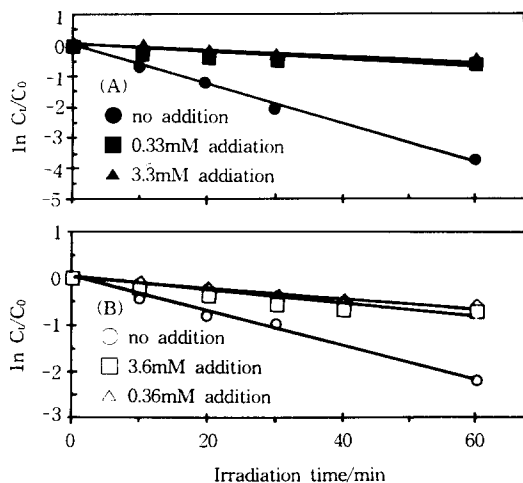 1
0
-1
-2
-3
-4
-5
ln Ct/C0
(A)
● no addition
■ 0.33mM addiation
▲ 3.3mM addiation
1
0
-1
-2
-3
ln Ct/C0
(B)
○ no addition
□ 3.6mM addition
△ 0.36mM addition
0 20 40 60
Irradiation time/min